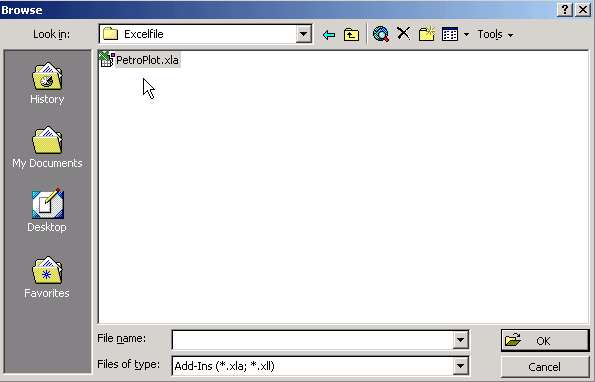 Browse
Look in:
Excelfile
Tools
PetroPlot.xla
History
My Documents
Desktop
Favorites
File name:
OK
Files of type:
Add-Ins (*.xla; *.xll)
Cancel